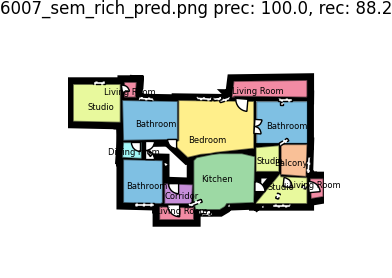 6007_sem_rich_pred.png prec: 100.0, rec: 88.2
Living Room
Living Room
Studio
Bathroom
Bathroom
Bedroom
Dining Room
Studio
Balcony
Kitchen
Bathroom
Studio
Living Room
Corridor
Living Room